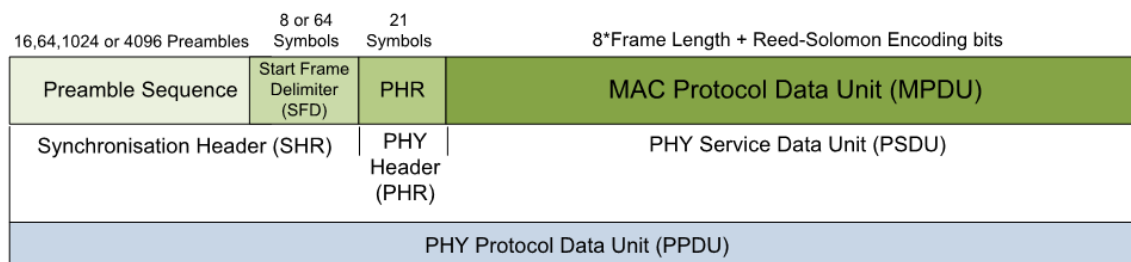 16,64,1024 or 4096 Preambles
8 or 64
Symbols
21
Symbols
8*Frame Length + Reed-Solomon Encoding bits
Preamble Sequence
Start Frame
Delimiter
(SFD)
PHR
MAC Protocol Data Unit (MPDU)
Synchronisation Header (SHR)
PHY
Header
(PHR)
PHY Service Data Unit (PSDU)
PHY Protocol Data Unit (PPDU)